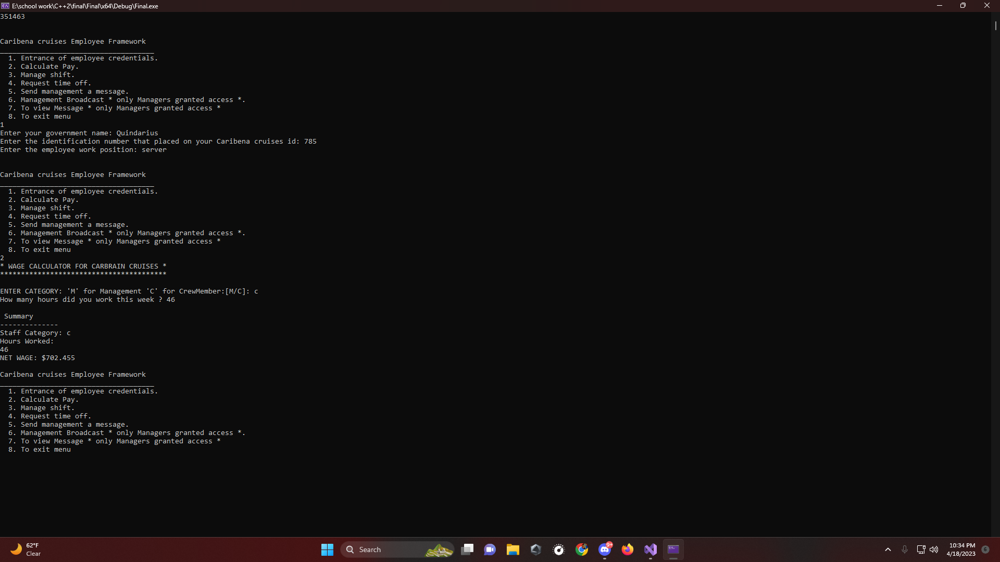 E:\school work\C++2\final\Final\x64\Debug\Final.exe
351463
Caribena cruises Employee Framework
_____________________________________
1. Entrance of employee credentials.
2. Calculate Pay.
3. Manage shift.
4. Request time off.
5. Send management a message.
6. Management Broadcast * only Managers granted access *.
7. To view Message * only Managers granted access *
8. To exit menu
1
Enter your government name: Quindarius
Enter the identification number that placed on your Caribena cruises id: 785
Enter the employee work position: server
Caribena cruises Employee Framework
_____________________________________
1. Entrance of employee credentials.
2. Calculate Pay.
3. Manage shift.
4. Request time off.
5. Send management a message.
6. Management Broadcast * only Managers granted access *.
7. To view Message * only Managers granted access *
8. To exit menu
2
* WAGE CALCULATOR FOR CARBRAIN CRUISES *
****************************************
ENTER CATEGORY: 'M' for Management 'C' for CrewMember:[M/C]: c
How many hours did you work this week ? 46
Summary
--------------
Staff Category: c
Hours Worked:
46
NET WAGE: $702.455
Caribena cruises Employee Framework
_____________________________________
1. Entrance of employee credentials.
2. Calculate Pay.
3. Manage shift.
4. Request time off.
5. Send management a message.
6. Management Broadcast * only Managers granted access *.
7. To view Message * only Managers granted access *
8. To exit menu
62°F
Clear
Search
9+
10:34 PM
4/18/2023
6